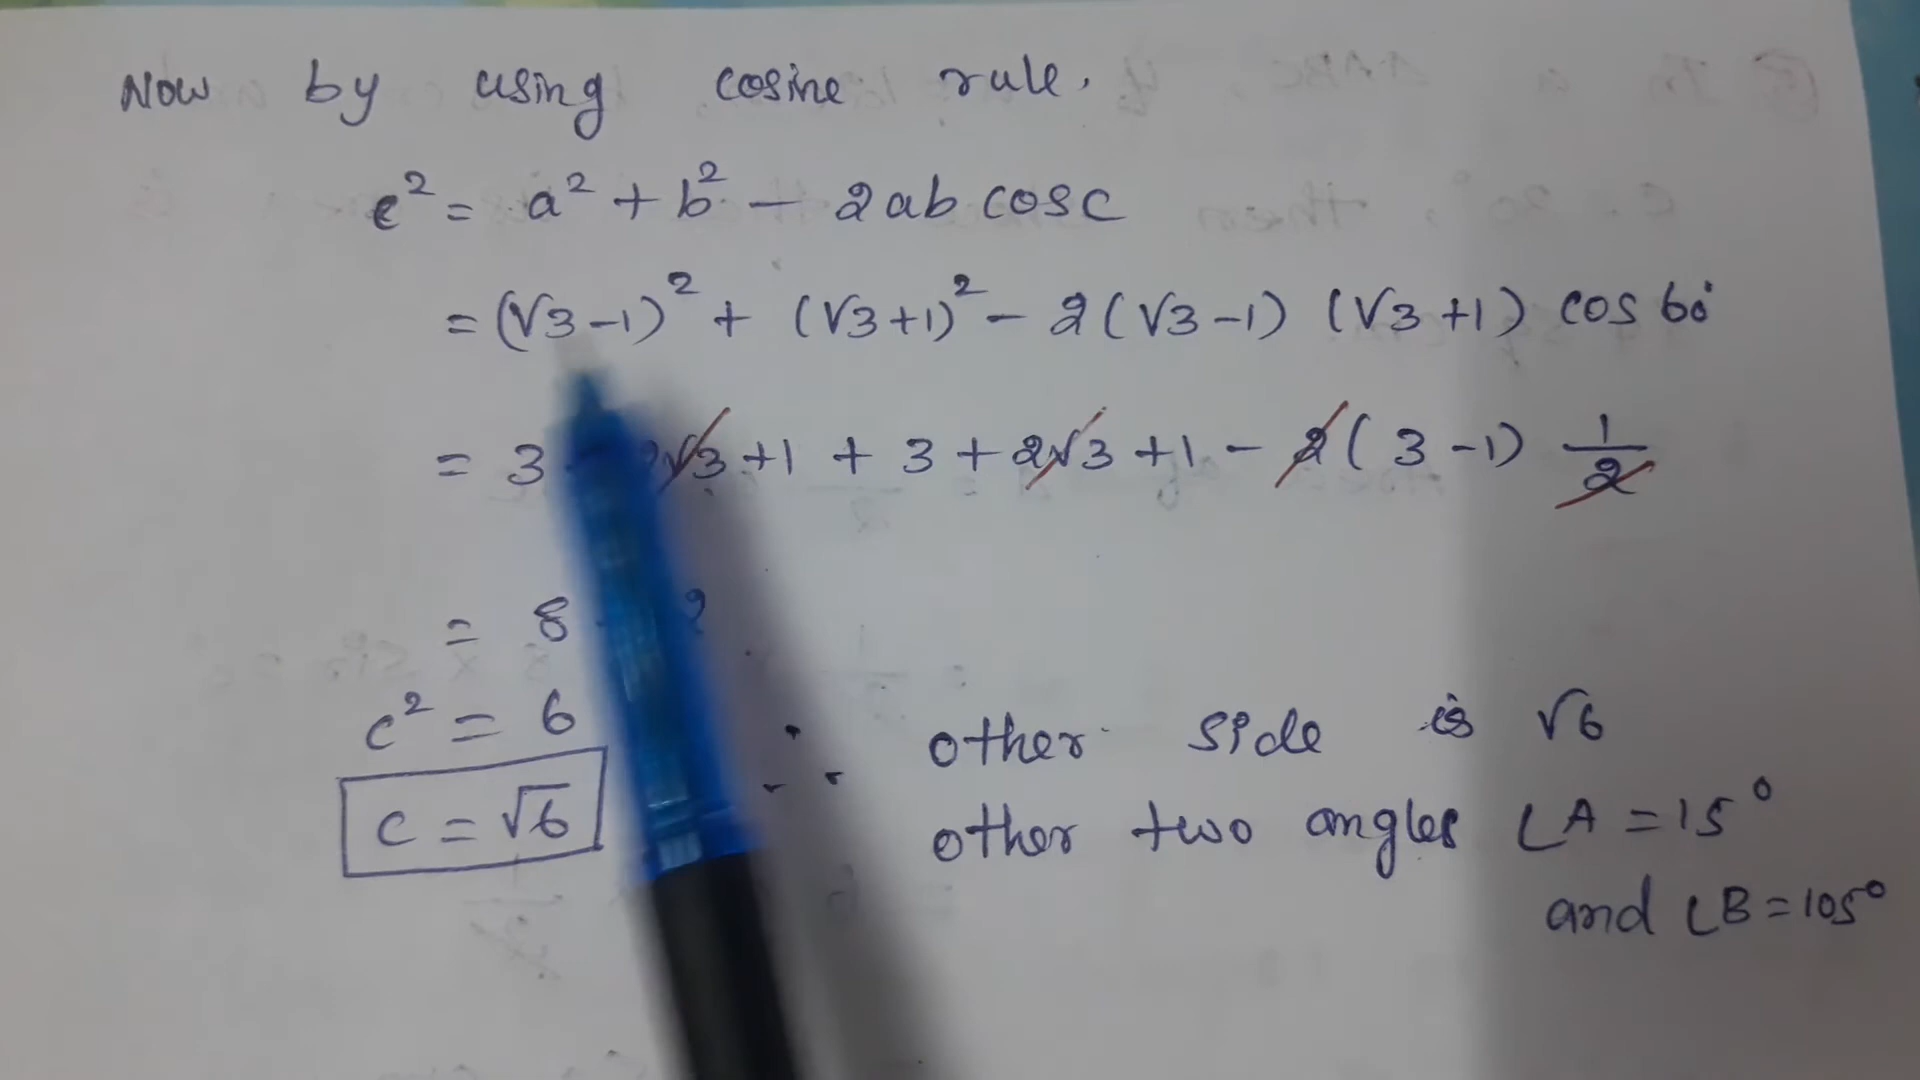 Now by using cosine rule.
c² = a² + b² - 2ab cosc
= (√3-1)² + (√3+1)² - 2(√3-1) (√3+1) cos 60°
= 3 2√3 +1 + 3 + 2√3 +1 - 2(3-1) 1/2
= 8 2
c² = 6
c = √6
∴ other side is √6
other two angles ∠A = 15°
and ∠B = 105°